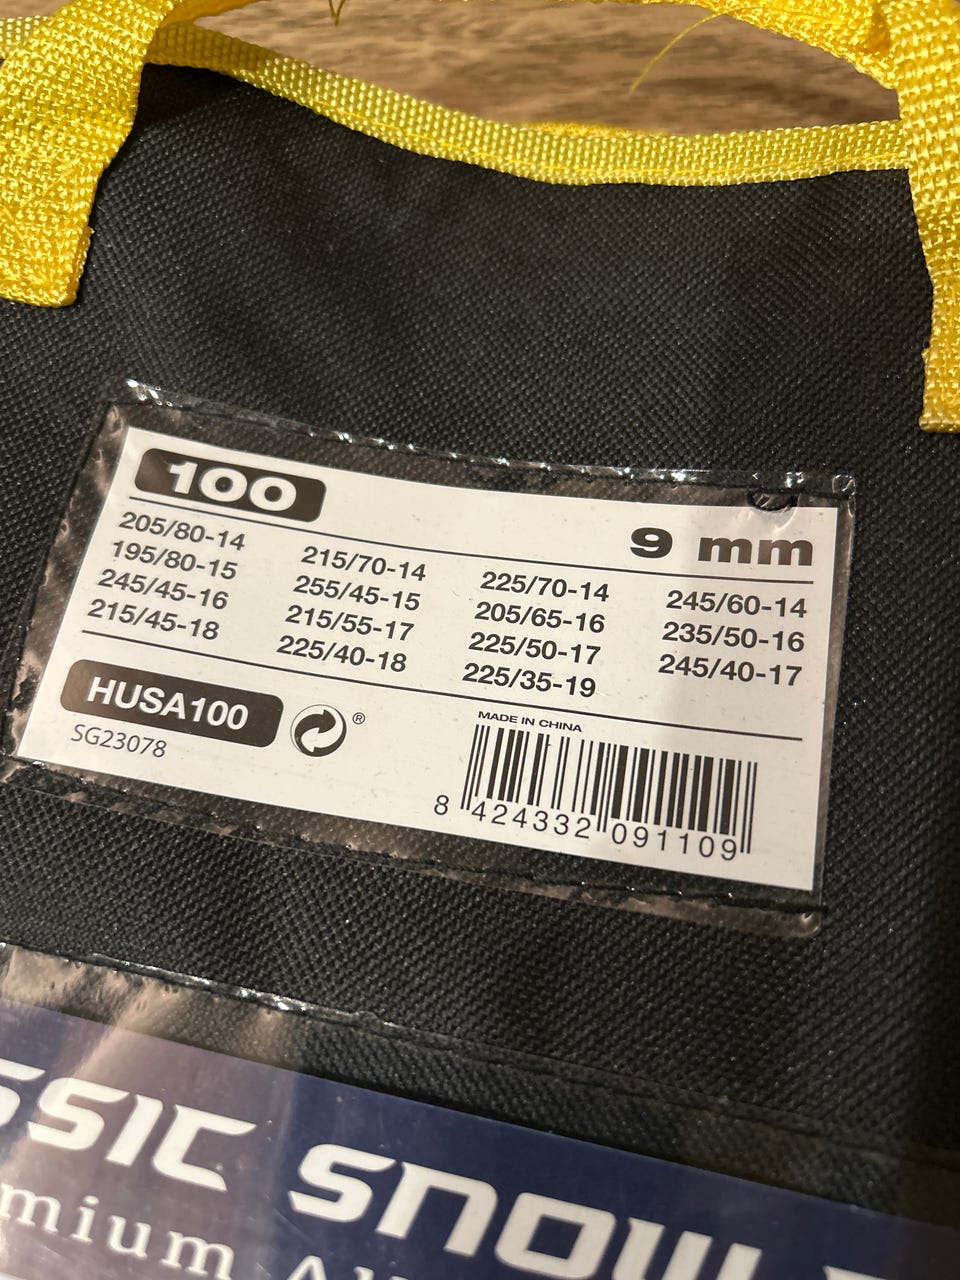 100
9 mm
205/80-14 215/70-14 225/70-14 245/60-14
195/80-15 255/45-15 205/65-16 235/50-16
245/45-16 215/55-17 225/50-17 245/40-17
215/45-18 225/40-18 225/35-19
HUSA100 ®
SG23078
MADE IN CHINA
8 424332 091109
SSIC SNOW
mium